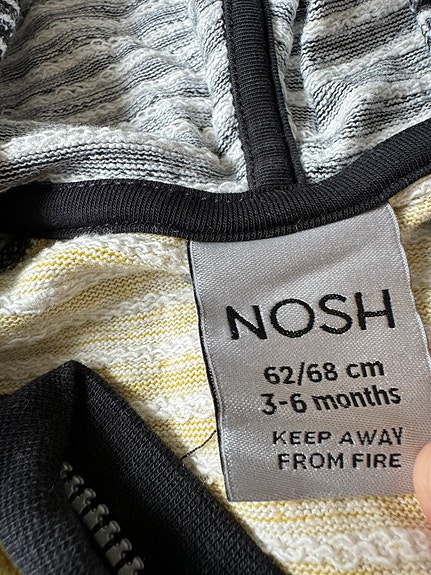 NOSH
62/68 cm
3-6 months
KEEP AWAY
FROM FIRE